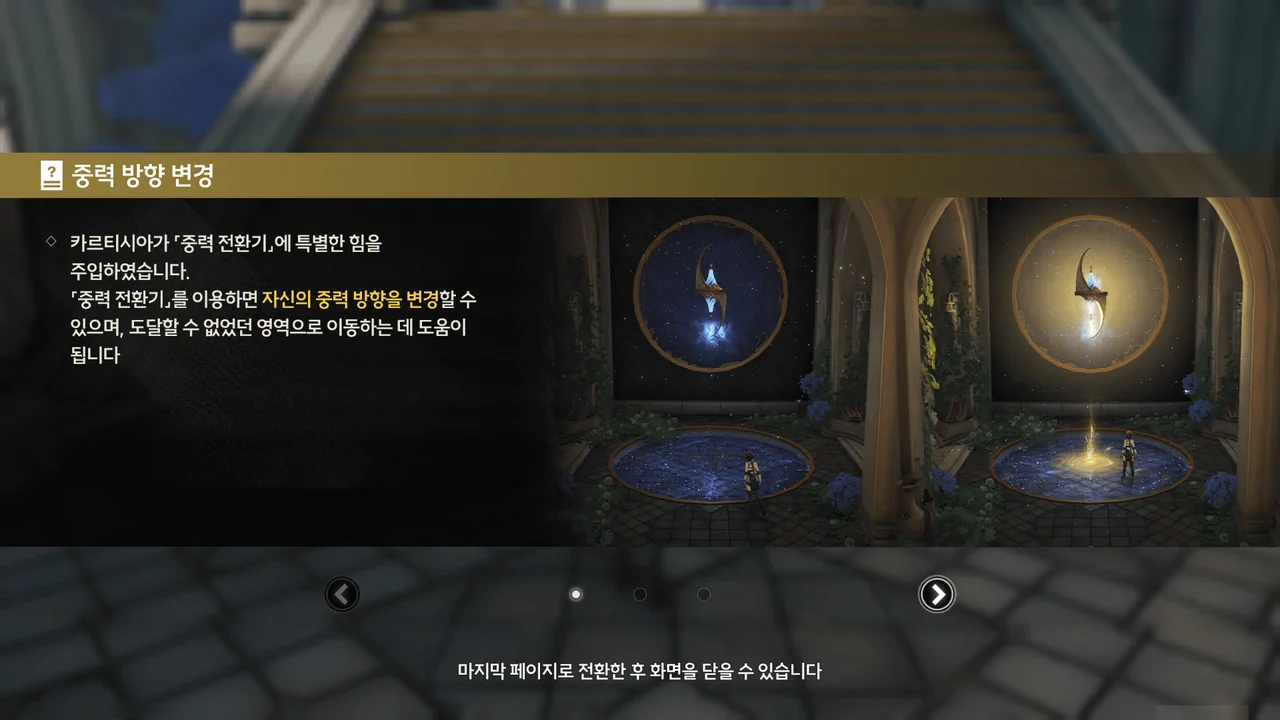 중력 방향 변경
카르티시아가 「중력 전환기」에 특별한 힘을
주입하였습니다.
「중력 전환기」를 이용하면 자신의 중력 방향을 변경할 수
있으며, 도달할 수 없었던 영역으로 이동하는 데 도움이
됩니다
마지막 페이지로 전환한 후 화면을 닫을 수 있습니다